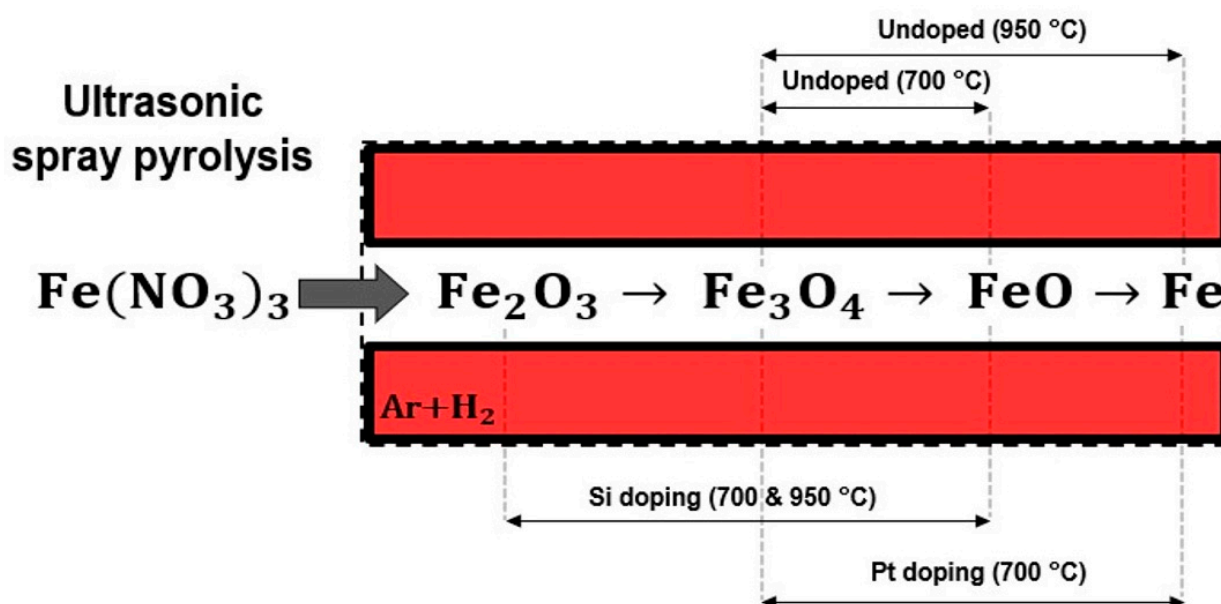 Undoped (950 °C)
Undoped (700 °C)
Ultrasonic
spray pyrolysis
Fe(NO₃)₃ Fe₂O₃ → Fe₃O₄ → FeO → Fe
Ar+H₂
Si doping (700 & 950 °C)
Pt doping (700 °C)